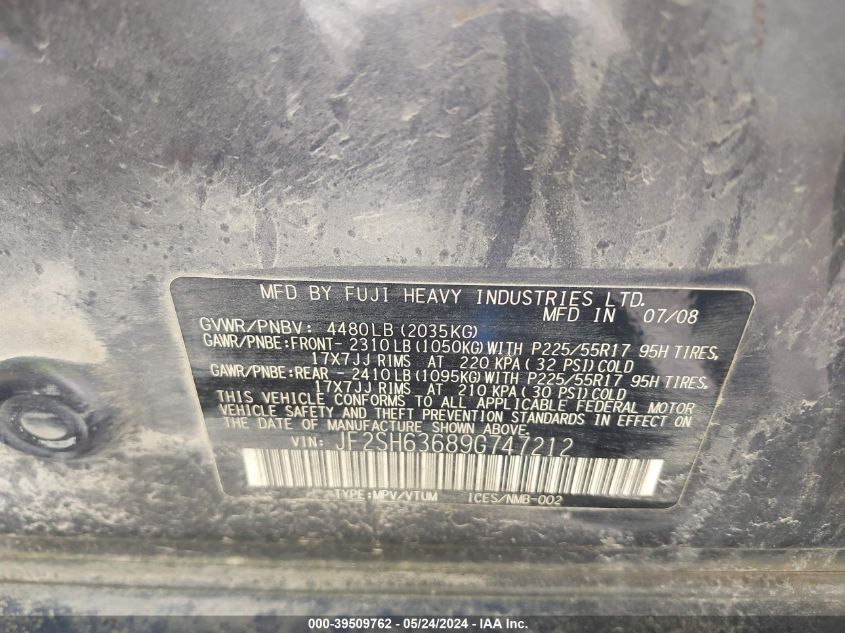 MFD BY FUJI HEAVY INDUSTRIES LTD.
MFD IN 07/08
GVWR/PNBV: 4480LB(2035KG)
GAWR/PNBE:FRONT- 2310LB(1050KG)WITH P225/55R17 95H TIRES,
17X7JJ RIMS AT 220 KPA(32 PSI)COLD
GAWR/PNBE:REAR - 2410LB(1095KG)WITH P225/55R17 95H TIRES,
17X7JJ RIMS AT 210 KPA(30 PSI)COLD
THIS VEHICLE CONFORMS TO ALL APPLICABLE FEDERAL MOTOR
VEHICLE SAFETY AND THEFT PREVENTION STANDARDS IN EFFECT ON
THE DATE OF MANUFACTURE SHOWN ABOVE.
VIN: JF2SH63689G747212
TYPE:MPV/VTUM ICES/NMB-002
000-39509762 - 05/24/2024 - IAA Inc.